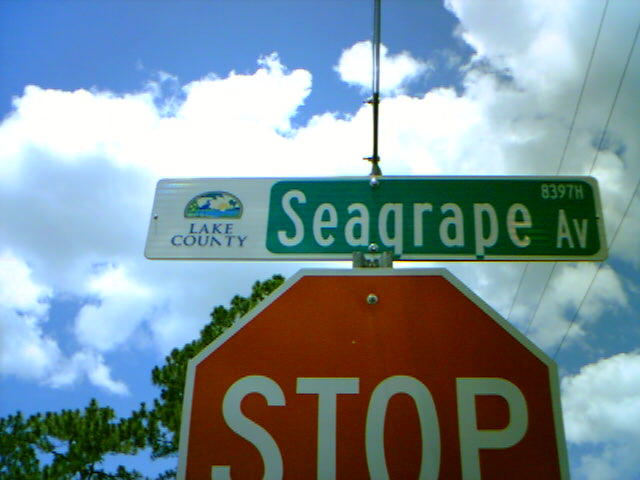 LAKE
COUNTY
Seagrape Av
8397H
STOP